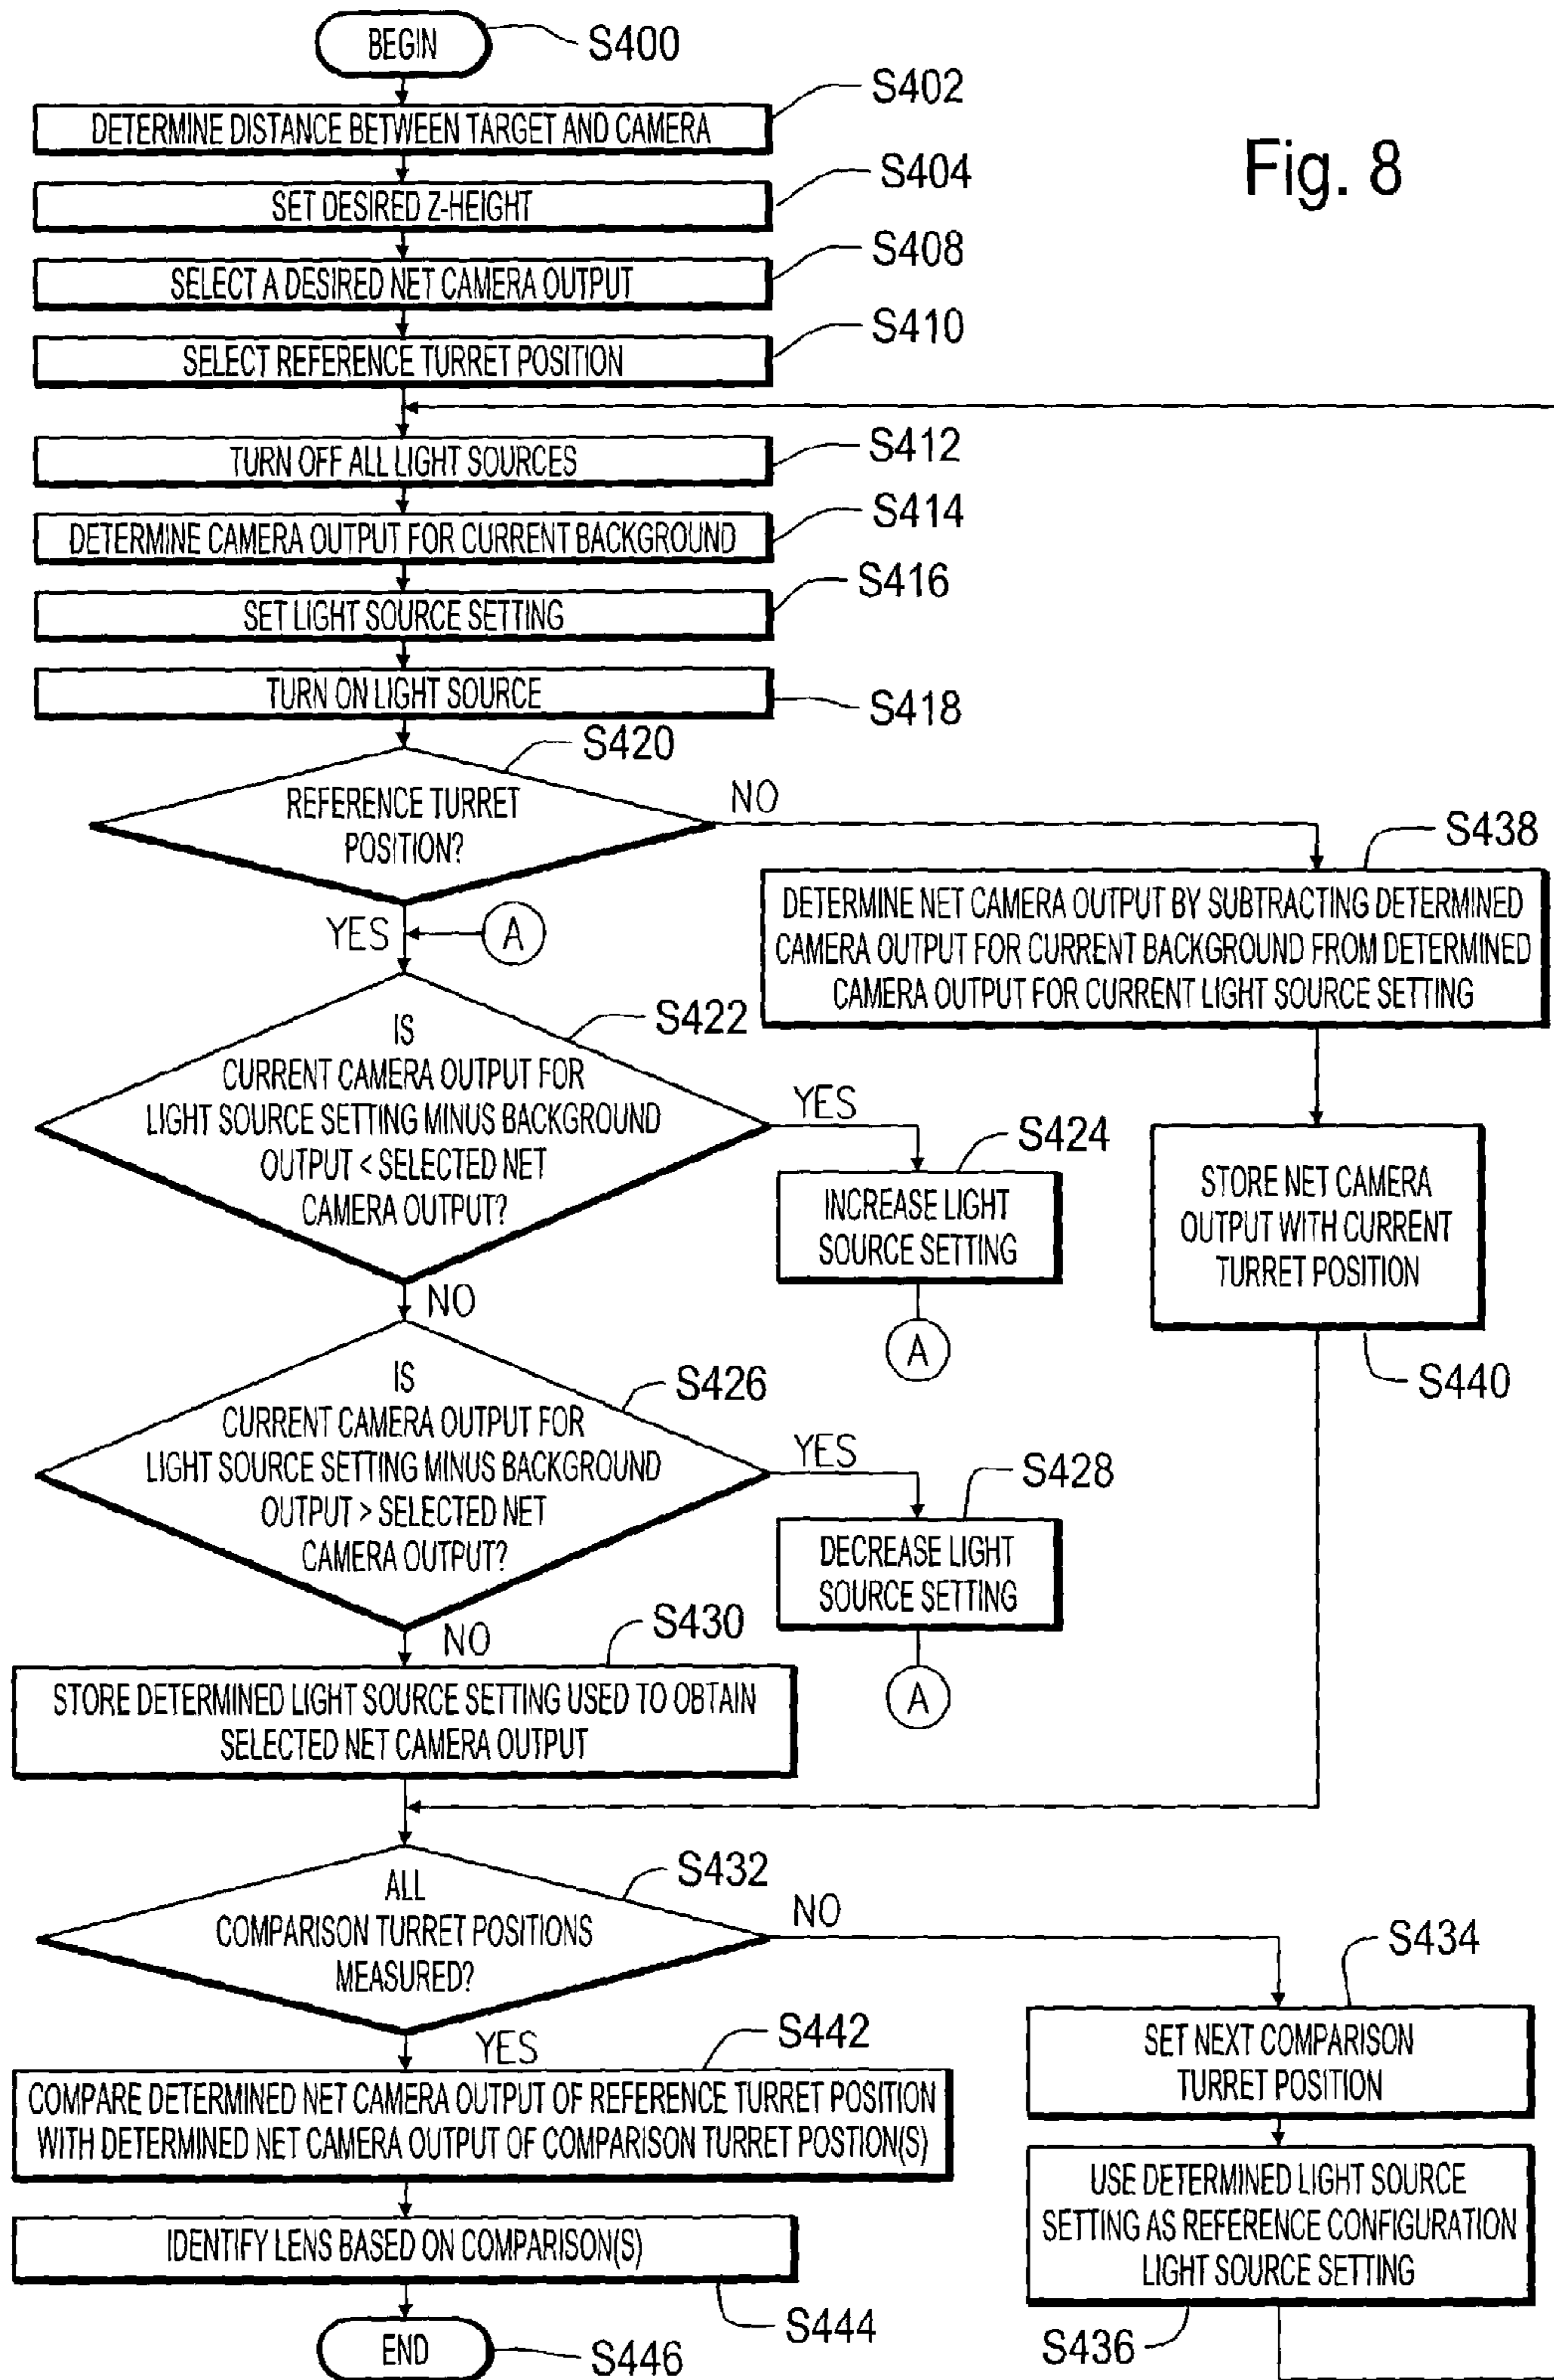 BEGIN
S400
S402
DETERMINE DISTANCE BETWEEN TARGET AND CAMERA
Fig. 8
S404
SET DESIRED Z-HEIGHT
S408
SELECT A DESIRED NET CAMERA OUTPUT
S410
SELECT REFERENCE TURRET POSITION
S412
TURN OFF ALL LIGHT SOURCES
S414
DETERMINE CAMERA OUTPUT FOR CURRENT BACKGROUND
S416
SET LIGHT SOURCE SETTING
TURN ON LIGHT SOURCE
S418
S420
REFERENCE TURRET
POSITION?
NO
YES
A
S438
DETERMINE NET CAMERA OUTPUT BY SUBTRACTING DETERMINED
CAMERA OUTPUT FOR CURRENT BACKGROUND FROM DETERMINED
CAMERA OUTPUT FOR CURRENT LIGHT SOURCE SETTING
S422
IS
CURRENT CAMERA OUTPUT FOR
LIGHT SOURCE SETTING MINUS BACKGROUND
OUTPUT < SELECTED NET
CAMERA OUTPUT?
YES
S424
INCREASE LIGHT
SOURCE SETTING
A
STORE NET CAMERA
OUTPUT WITH CURRENT
TURRET POSITION
S440
NO
S426
IS
CURRENT CAMERA OUTPUT FOR
LIGHT SOURCE SETTING MINUS BACKGROUND
OUTPUT > SELECTED NET
CAMERA OUTPUT?
YES
S428
DECREASE LIGHT
SOURCE SETTING
A
NO
S430
STORE DETERMINED LIGHT SOURCE SETTING USED TO OBTAIN
SELECTED NET CAMERA OUTPUT
S432
ALL
COMPARISON TURRET POSITIONS
MEASURED?
NO
S434
SET NEXT COMPARISON
TURRET POSITION
USE DETERMINED LIGHT SOURCE
SETTING AS REFERENCE CONFIGURATION
LIGHT SOURCE SETTING
S436
YES
S442
COMPARE DETERMINED NET CAMERA OUTPUT OF REFERENCE TURRET POSITION
WITH DETERMINED NET CAMERA OUTPUT OF COMPARISON TURRET POSTION(S)
IDENTIFY LENS BASED ON COMPARISON(S)
S444
END
S446